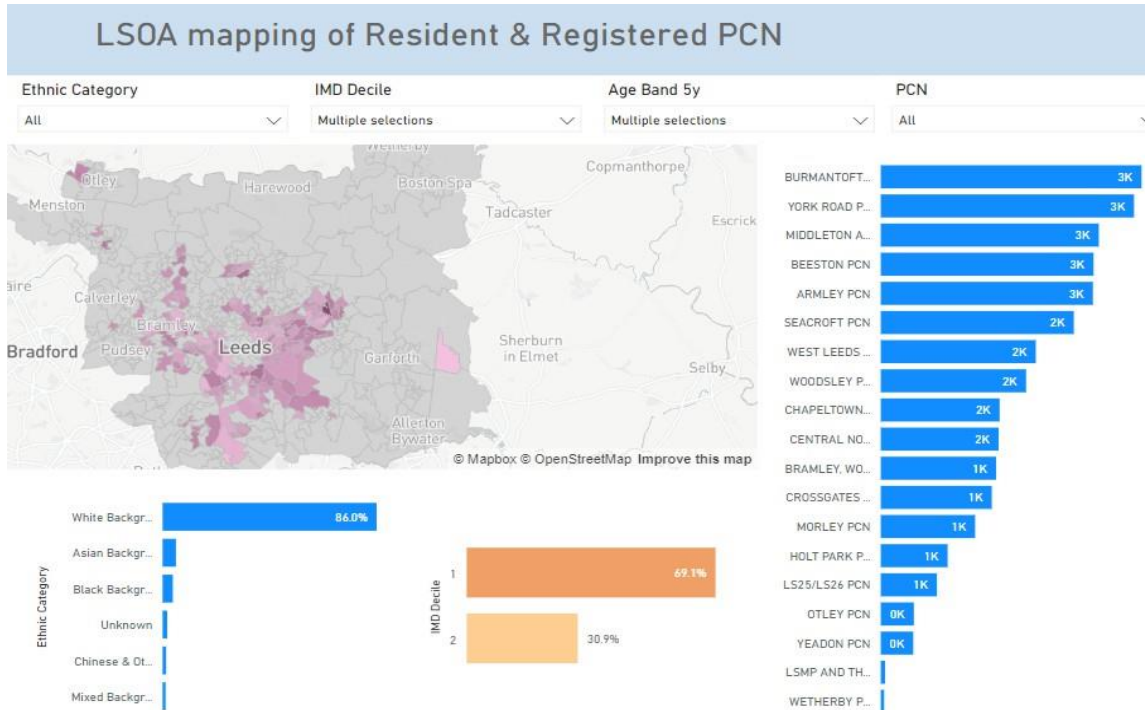 LSOA mapping of Resident & Registered PCN
Ethnic Category
IMD Decile
Age Band 5y
PCN
All
Multiple selections
Multiple selections
All
Wetherby
Otley
Harewood
Boston Spa
Copmanthorpe
Menston
Tadcaster
Escrick
aire
Calverley
Bramley
Bradford
Pudsey
Leeds
Garforth
Sherburn
in Elmet
Selby
Allerton
Bywater
© Mapbox © OpenStreetMap Improve this map
BURMANTOFT... 3K
YORK ROAD P... 3K
MIDDLETON A... 3K
BEESTON PCN 3K
ARMLEY PCN 3K
SEACROFT PCN 2K
WEST LEEDS ... 2K
WOODSLEY P... 2K
CHAPELTOWN... 2K
CENTRAL NO... 2K
BRAMLEY, WO... 1K
CROSSGATES ... 1K
MORLEY PCN 1K
HOLT PARK P... 1K
LS25/LS26 PCN 1K
OTLEY PCN 0K
YEADON PCN 0K
LSMP AND TH...
WETHERBY P...
Ethnic Category
White Backgr... 86.0%
Asian Backgr...
Black Backgr...
Unknown
Chinese & Ot...
Mixed Backgr...
IMD Decile
1 69.1%
2 30.9%